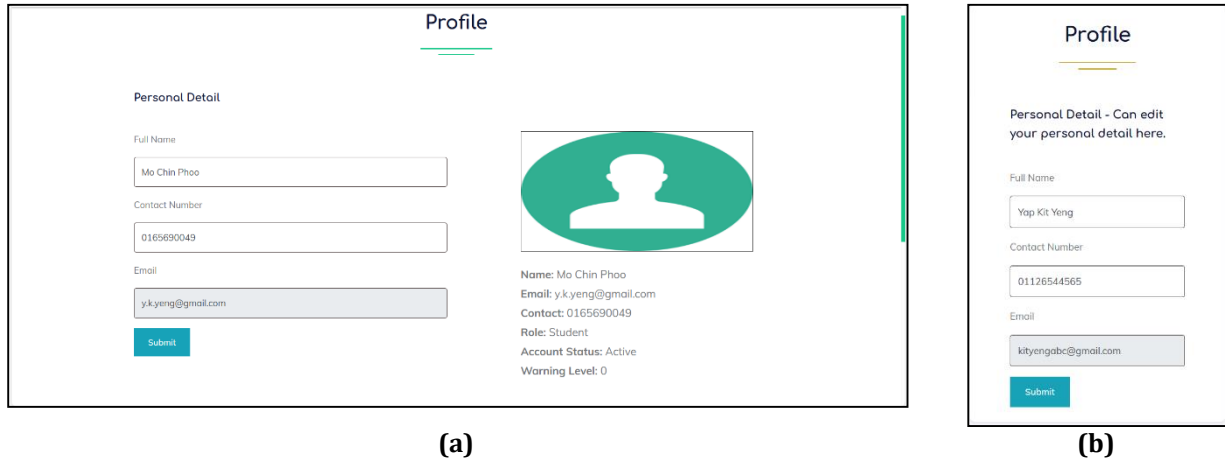 Profile
Personal Detail
Full Name
Mo Chin Phoo
Contact Number
0165690049
Email
y.k.yeng@gmail.com
Submit
Name: Mo Chin Phoo
Email: y.k.yeng@gmail.com
Contact: 0165690049
Role: Student
Account Status: Active
Warning Level: 0
(a)
Profile
Personal Detail - Can edit
your personal detail here.
Full Name
Yap Kit Yeng
Contact Number
01126544565
Email
kityengabc@gmail.com
Submit
(b)